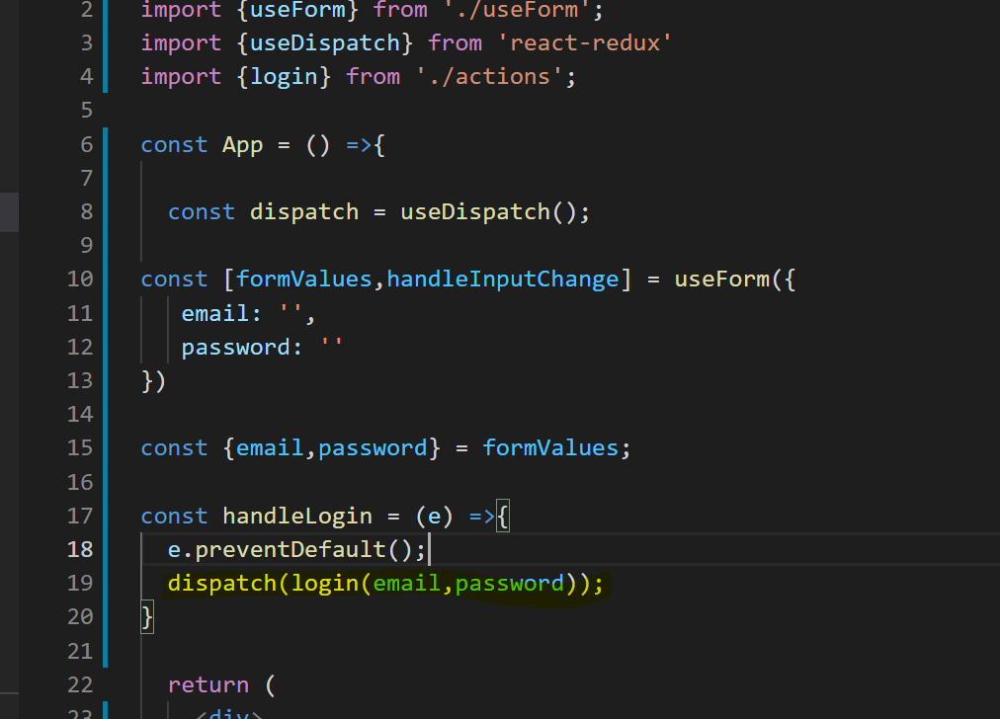 2 import {useForm} from './useForm';
3 import {useDispatch} from 'react-redux'
4 import {login} from './actions';
5
6 const App = () =>{
7
8 const dispatch = useDispatch();
9
10 const [formValues,handleInputChange] = useForm({
11 email: '',
12 password: ''
13 })
14
15 const {email,password} = formValues;
16
17 const handleLogin = (e) =>{
18 e.preventDefault();
19 dispatch(login(email,password));
20 }
21
22 return (
23 <div>